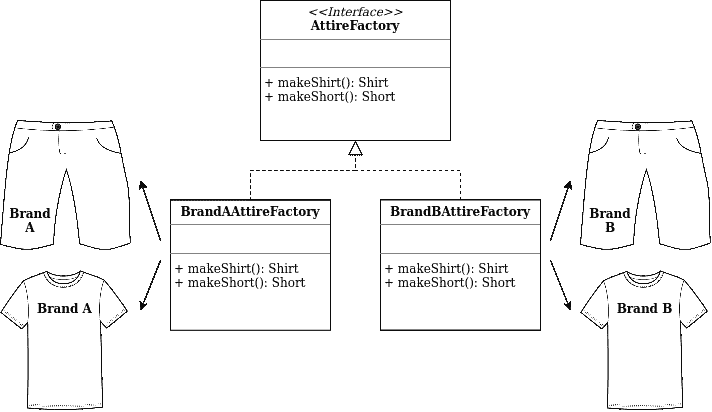 <<Interface>>
AttireFactory
+ makeShirt(): Shirt
+ makeShort(): Short
Brand
A
Brand A
BrandAAttireFactory
+ makeShirt(): Shirt
+ makeShort(): Short
BrandBAttireFactory
+ makeShirt(): Shirt
+ makeShort(): Short
Brand
B
Brand B